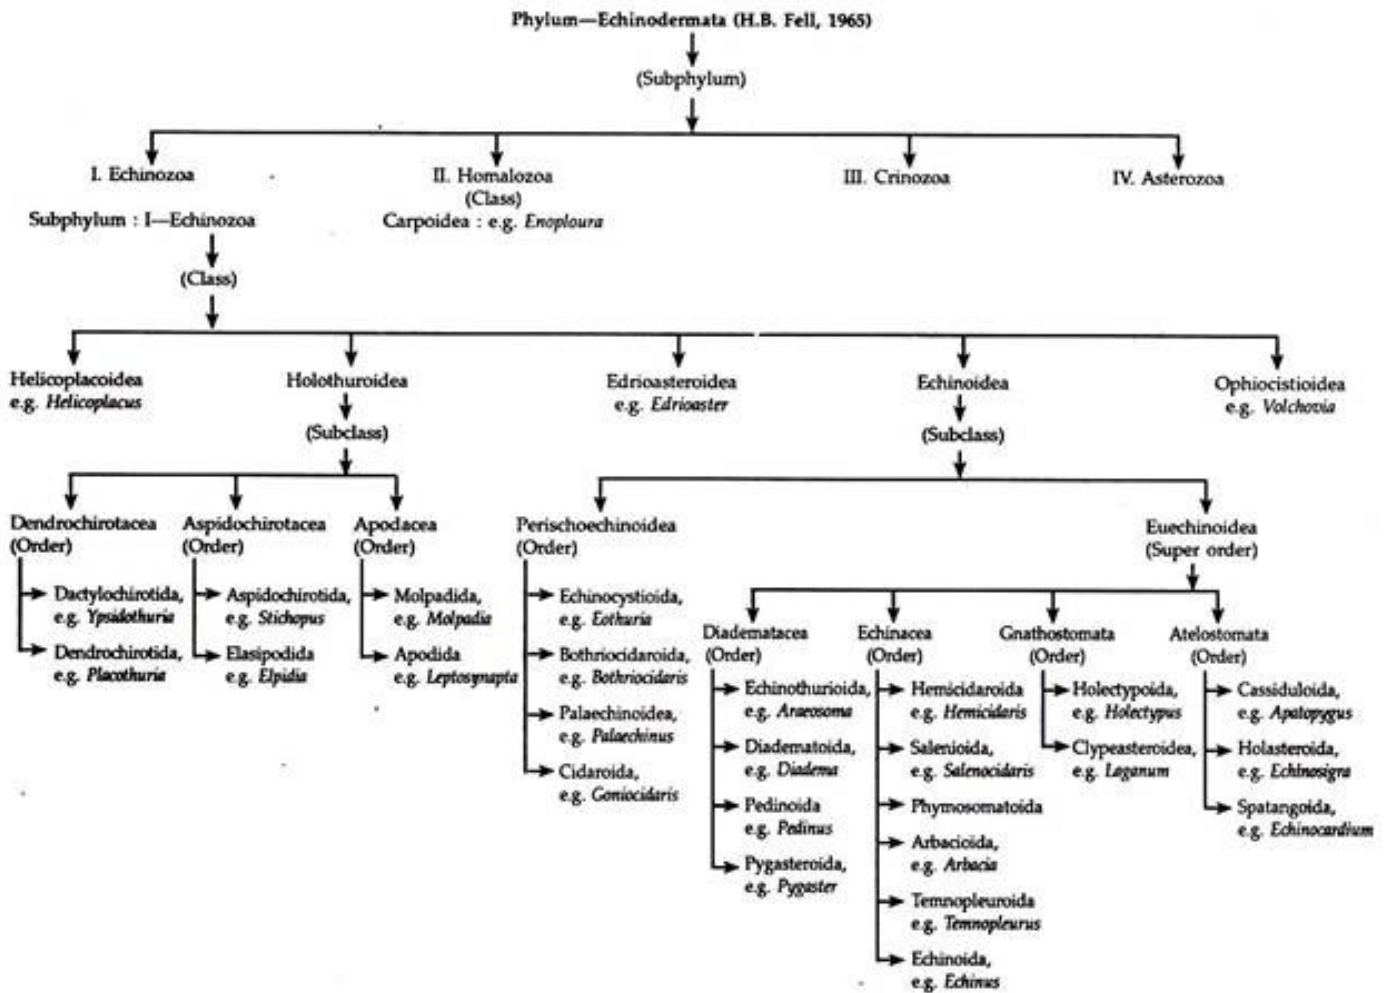 Phylum—Echinodermata (H.B. Fell, 1965)
(Subphylum)
I. Echinozoa
II. Homalozoa
(Class)
Carpoidea : e.g. Enoploura
III. Crinozoa
IV. Asterozoa
Subphylum : I—Echinozoa
(Class)
Helicoplacoidea
e.g. Helicoplacus
Holothuroidea
(Subclass)
Edrioasteroidea
e.g. Edrioaster
Echinoidea
(Subclass)
Ophiocistioidea
e.g. Volchovia
Dendrochirotacea
(Order)
Dactylochirotida,
e.g. Ypsidothuria
Dendrochirotida,
e.g. Placothuria
Aspidochirotacea
(Order)
Aspidochirotida,
e.g. Stichopus
Elasipodida
e.g. Elpidia
Apodacea
(Order)
Molpadida,
e.g. Molpadia
Apodida
e.g. Leptosynapta
Perischoechinoidea
(Order)
Echinocystioida,
e.g. Eothuria
Bothriocidaroida,
e.g. Bothriocidaris
Palaechinoidea,
e.g. Palaechinus
Cidaroida,
e.g. Goniocidaris
Euechinoidea
(Super order)
Diadematacea
(Order)
Echinothurioida,
e.g. Araeosoma
Diadematoida,
e.g. Diadema
Pedinoida
e.g. Pedinus
Pygasteroida,
e.g. Pygaster
Echinacea
(Order)
Hemicidaroida
e.g. Hemicidaris
Salenioida,
e.g. Salenocidaris
Phymosomatoida
Arbacioida,
e.g. Arbacia
Temnopleuroida
e.g. Temnopleurus
Echinoida,
e.g. Echinus
Gnathostomata
(Order)
Holectypoida,
e.g. Holectypus
Clypeasteroidea,
e.g. Laganum
Atelostomata
(Order)
Cassiduloida,
e.g. Apatopygus
Holasteroida,
e.g. Echinosigra
Spatangoida,
e.g. Echinocardium